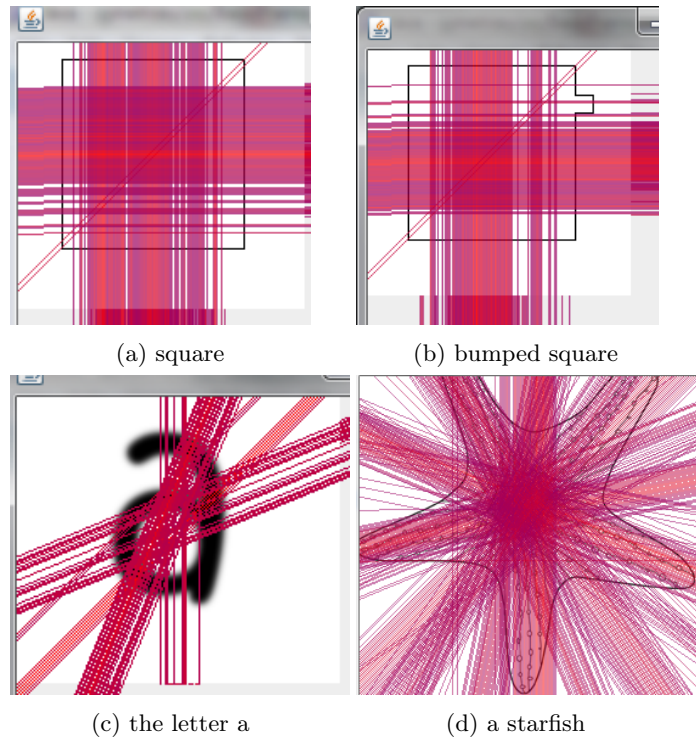 (a) square
(b) bumped square
(c) the letter a
(d) a starfish